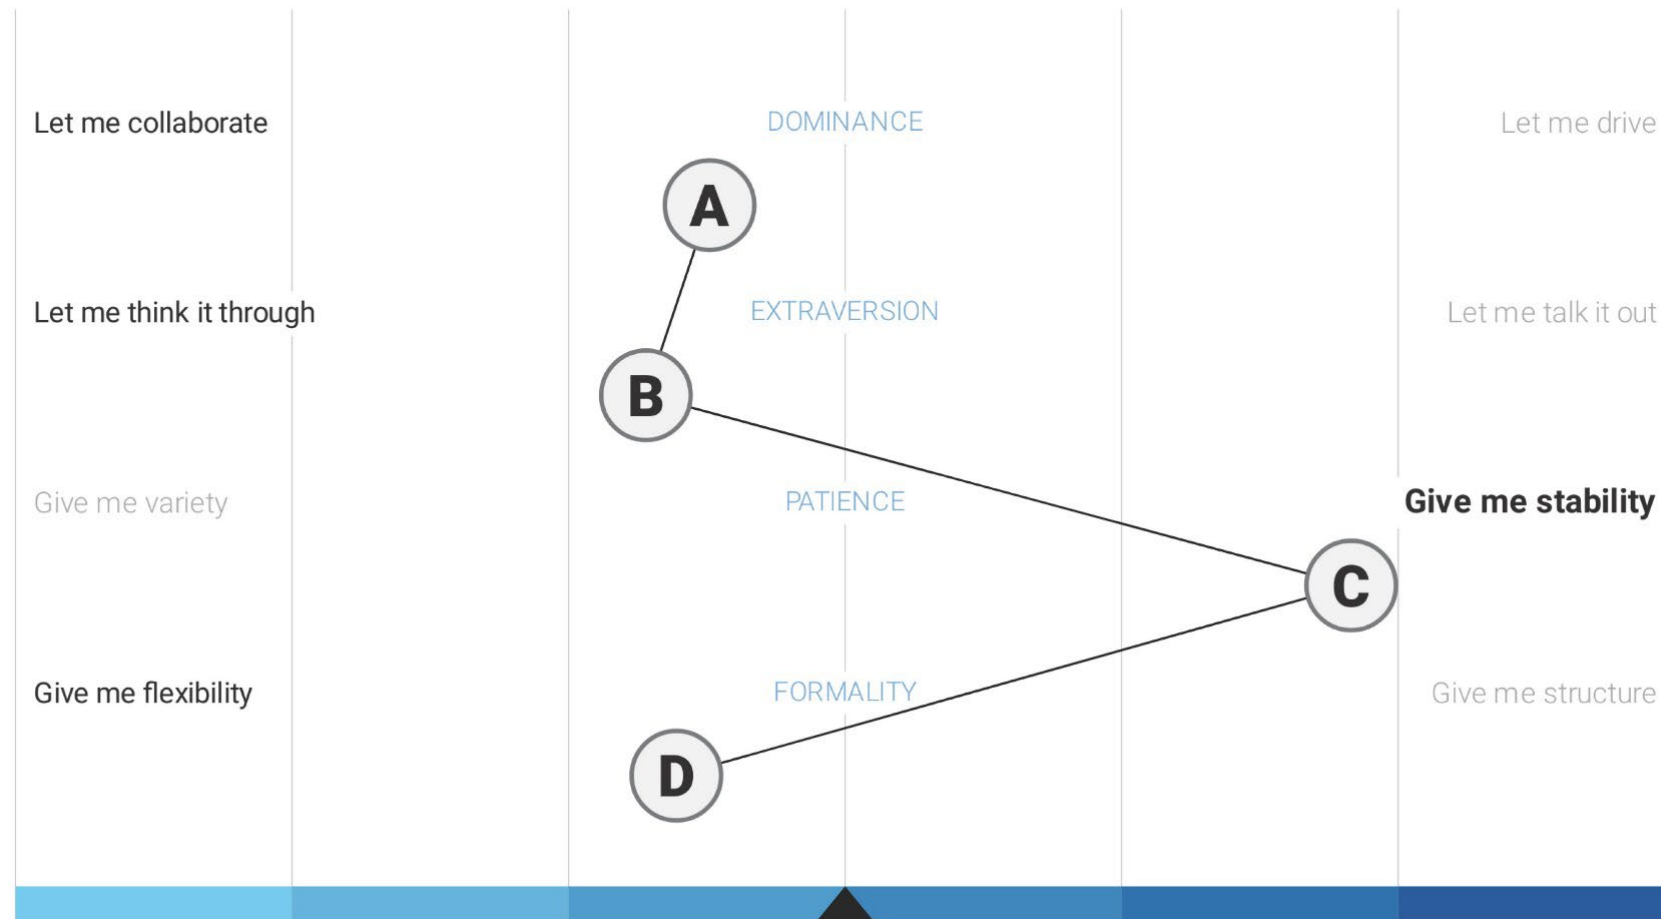 Let me collaborate
DOMINANCE
Let me drive
A
Let me think it through
EXTRAVERSION
Let me talk it out
B
Give me variety
PATIENCE
Give me stability
C
Give me flexibility
FORMALITY
Give me structure
D